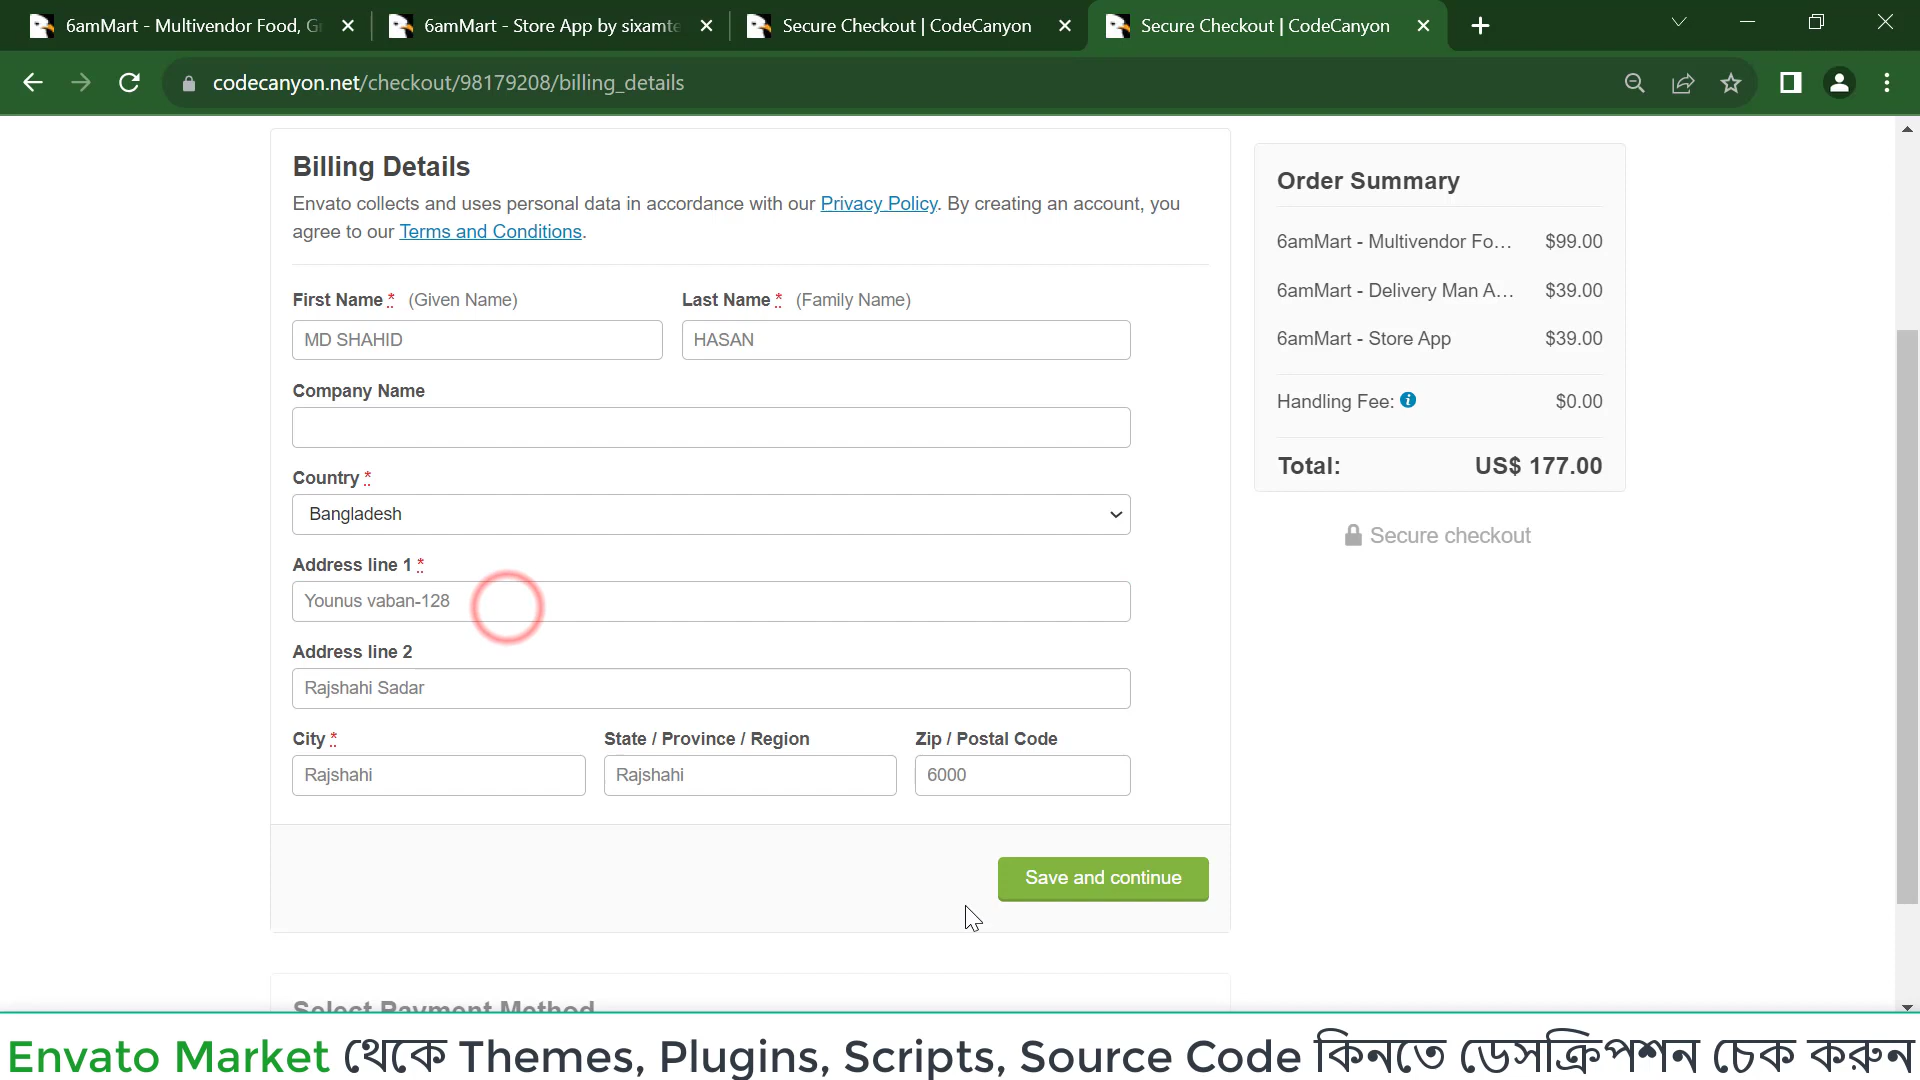 6amMart - Multivendor Food, G
6amMart - Store App by sixamte
Secure Checkout | CodeCanyon
Secure Checkout | CodeCanyon
codecanyon.net/checkout/98179208/billing_details
Billing Details
Envato collects and uses personal data in accordance with our Privacy Policy. By creating an account, you
agree to our Terms and Conditions.
First Name * (Given Name)
Last Name * (Family Name)
MD SHAHID
HASAN
Company Name
Country *
Bangladesh
Address line 1 *
Younus vaban-128
Address line 2
Rajshahi Sadar
City *
State / Province / Region
Zip / Postal Code
Rajshahi
Rajshahi
6000
Save and continue
Select Payment Method
Order Summary
6amMart - Multivendor Fo... $99.00
6amMart - Delivery Man A... $39.00
6amMart - Store App $39.00
Handling Fee: $0.00
Total: US$ 177.00
Secure checkout
Envato Market থেকে Themes, Plugins, Scripts, Source Code কিনতে ডেসক্রিপশন চেক করুন